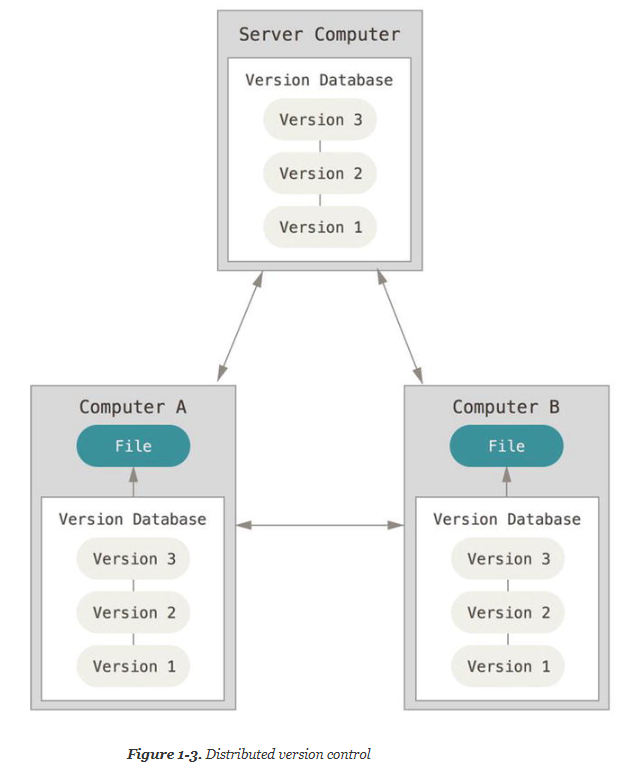 Server Computer
Version Database
Version 3
Version 2
Version 1
Computer A
File
Version Database
Version 3
Version 2
Version 1
Computer B
File
Version Database
Version 3
Version 2
Version 1
Figure 1-3. Distributed version control